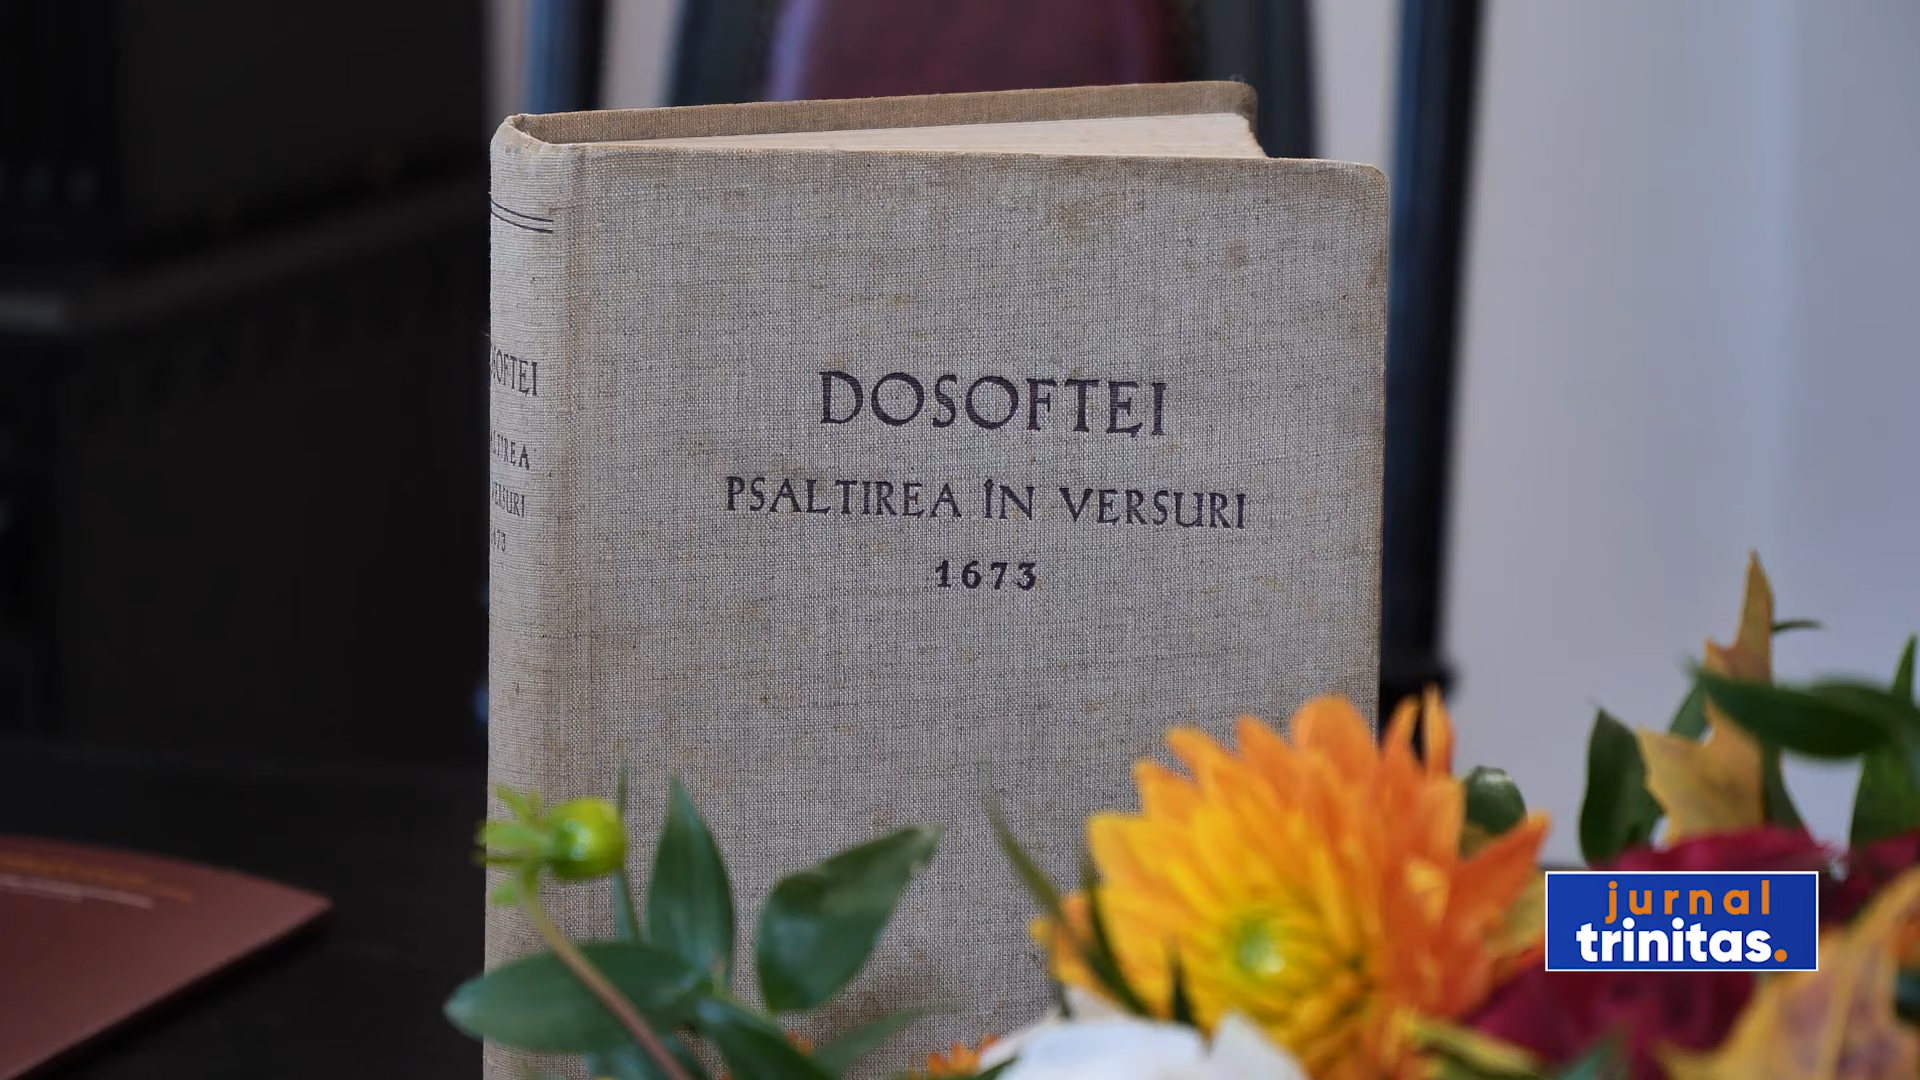 DOSOFTEI
PSALTIREA ÎN VERSURI
1673
jurnal
trinitas.